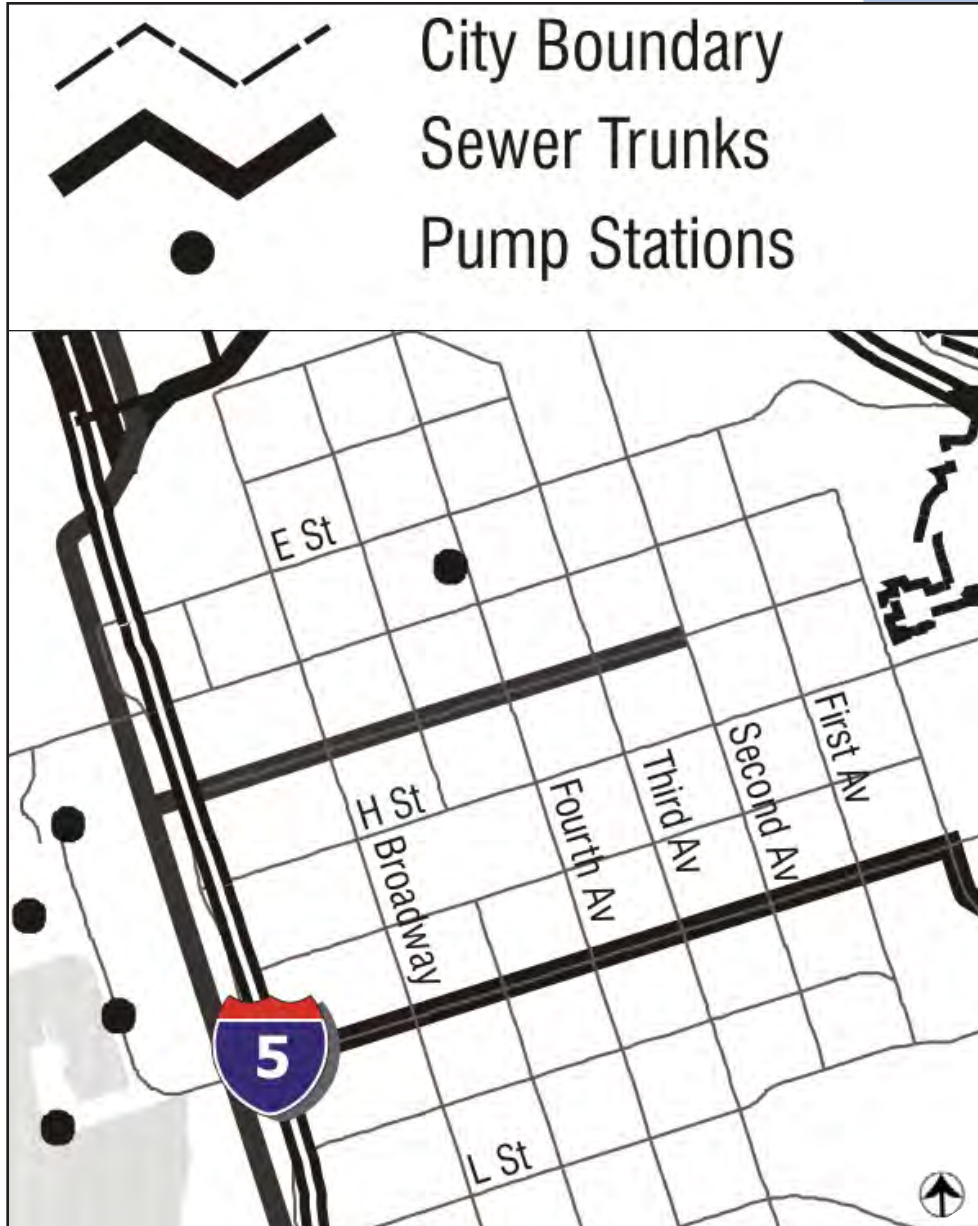 City Boundary
Sewer Trunks
Pump Stations
E St
First Av
Second Av
Third Av
H St
Fourth Av
Broadway
5
L St